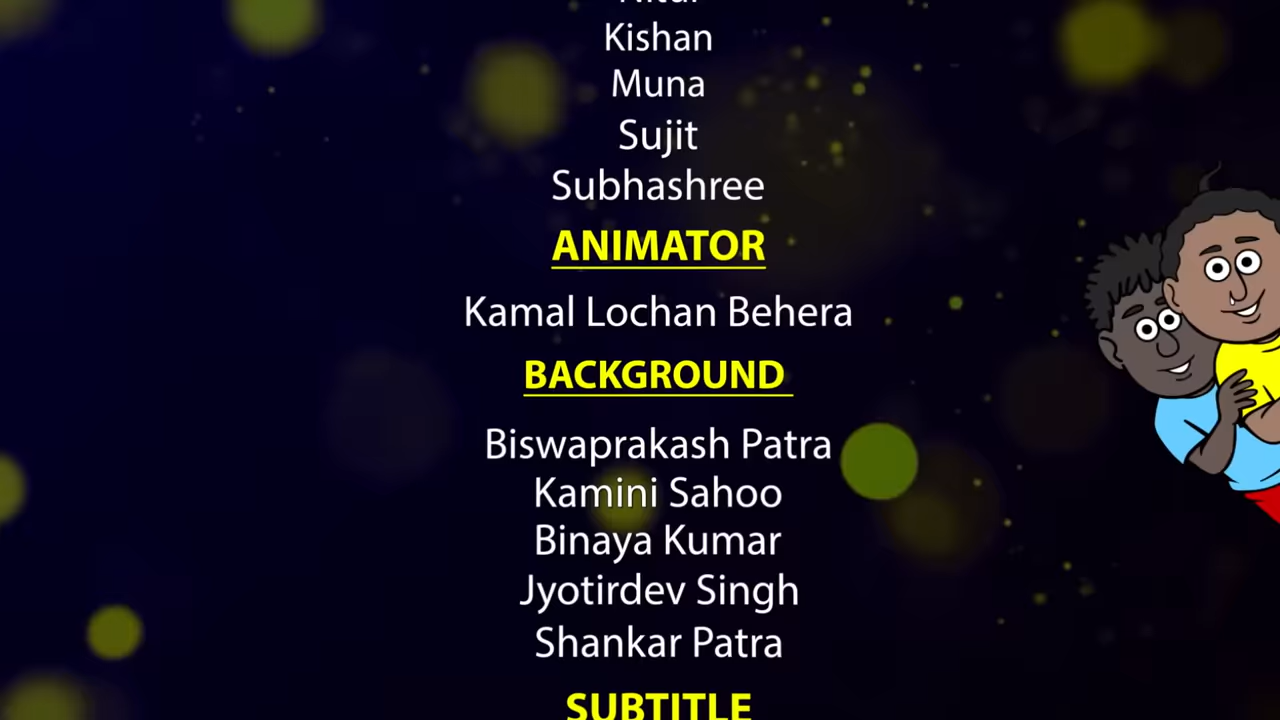 Kishan
Muna
Sujit
Subhashree
ANIMATOR
Kamal Lochan Behera
BACKGROUND
Biswaprakash Patra
Kamini Sahoo
Binaya Kumar
Jyotirdev Singh
Shankar Patra
SUBTITLE